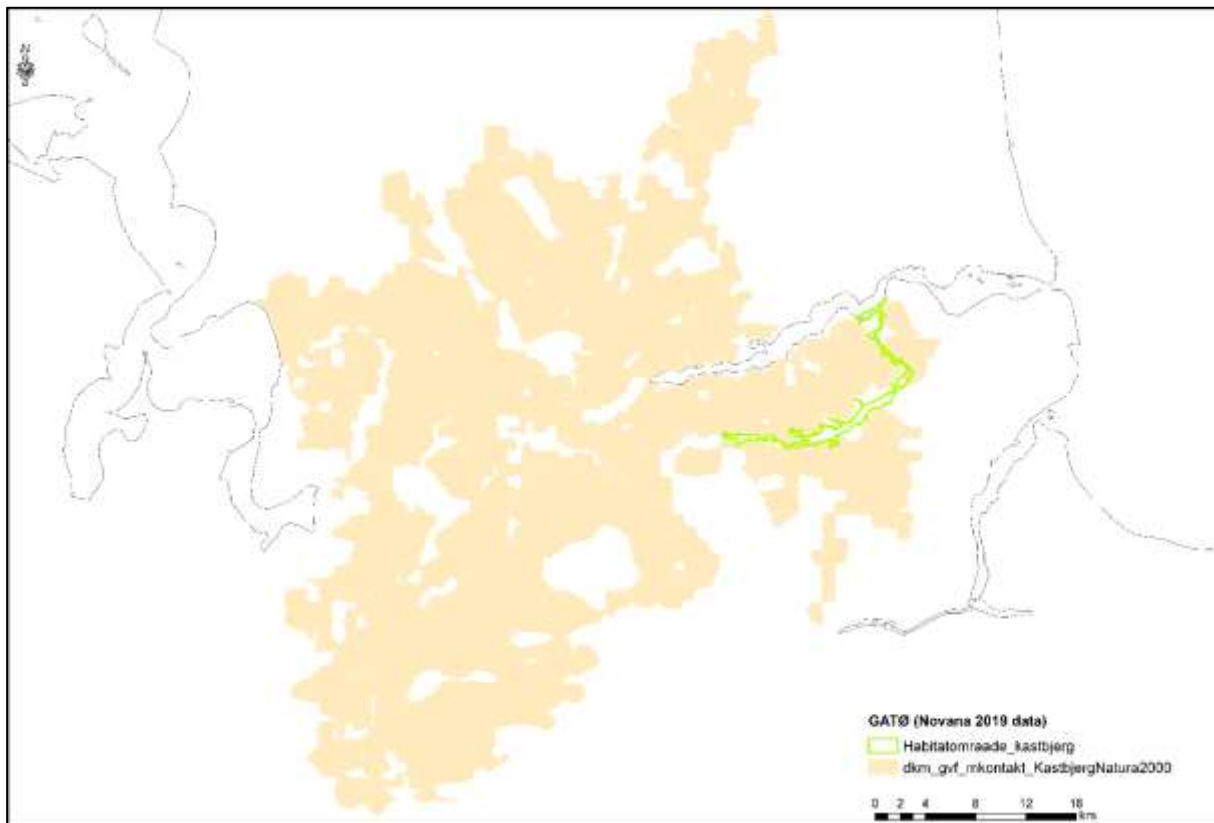 N
GATØ (Novana 2019 data)
Habitatomraade_kastbjerg
dkm_gvf_mkontakt_KastbjergNatura2000
0 2 4 8 12 16
km